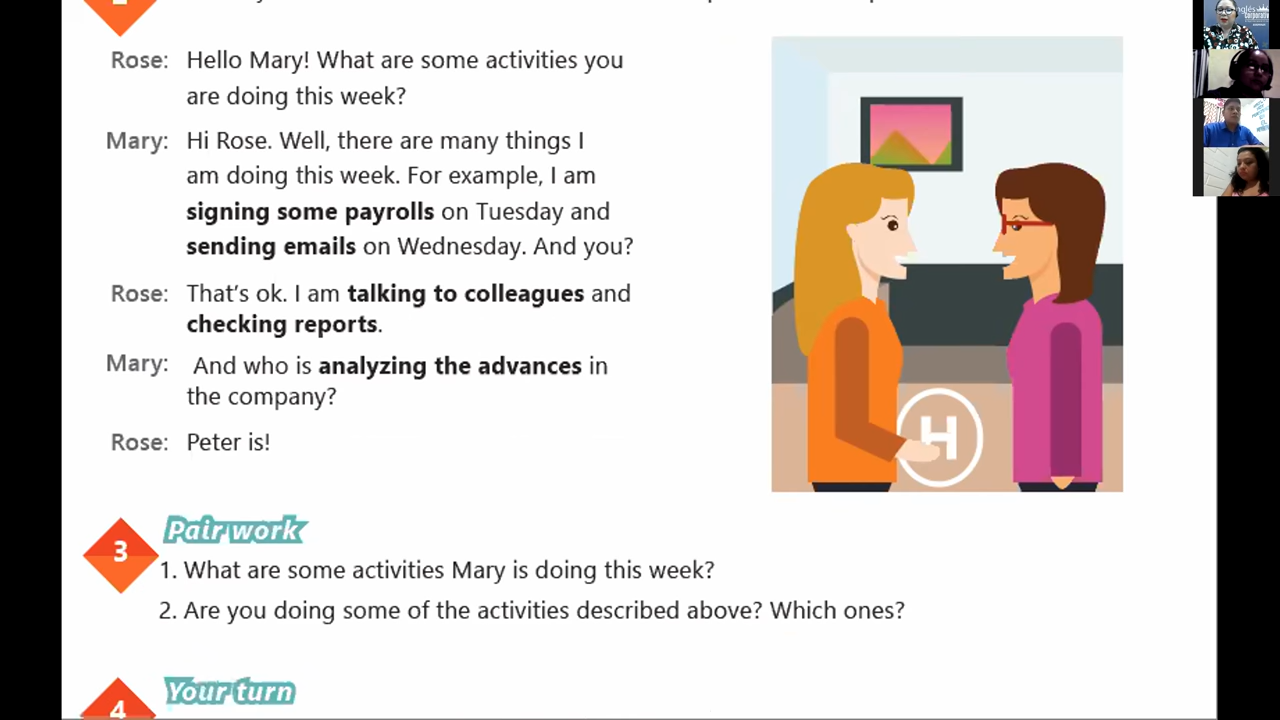 Rose: Hello Mary! What are some activities you
are doing this week?
Mary: Hi Rose. Well, there are many things I
am doing this week. For example, I am
signing some payrolls on Tuesday and
sending emails on Wednesday. And you?
Rose: That's ok. I am talking to colleagues and
checking reports.
Mary: And who is analyzing the advances in
the company?
Rose: Peter is!
H
3 Pair work
1. What are some activities Mary is doing this week?
2. Are you doing some of the activities described above? Which ones?
4 Your turn
inglés
corporativo